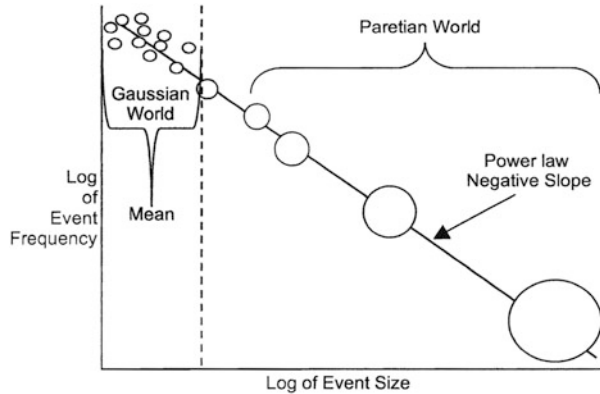 Paretian World
Gaussian
World
Power law
Negative Slope
Log
of
Event
Frequency
Mean
Log of Event Size